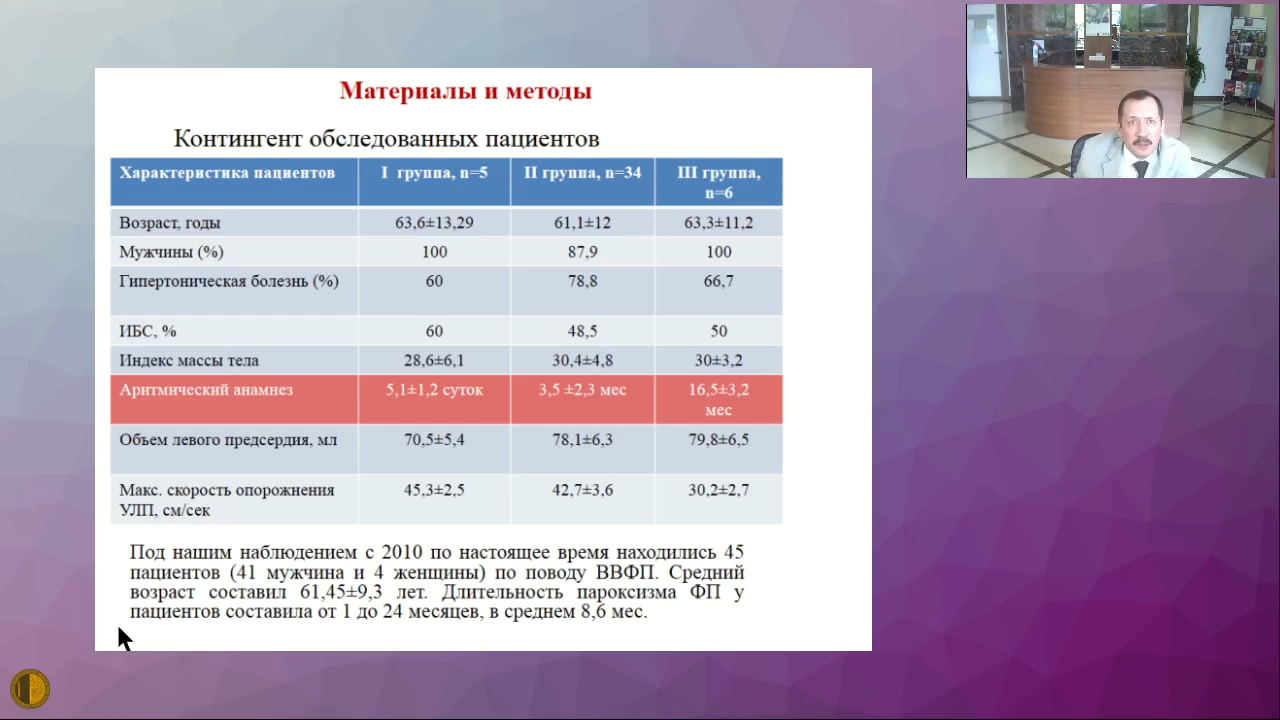 Материалы и методы
Контингент обследованных пациентов
Характеристика пациентов I группа, n=5 II группа, n=34 III группа, n=6
Возраст, годы 63,6±13,29 61,1±12 63,3±11,2
Мужчины (%) 100 87,9 100
Гипертоническая болезнь (%) 60 78,8 66,7
ИБС, % 60 48,5 50
Индекс массы тела 28,6±6,1 30,4±4,8 30±3,2
Аритмический анамнез 5,1±1,2 суток 3,5 ±2,3 мес 16,5±3,2 мес
Объем левого предсердия, мл 70,5±5,4 78,1±6,3 79,8±6,5
Макс. скорость опорожнения УЛП, см/сек 45,3±2,5 42,7±3,6 30,2±2,7
Под нашим наблюдением с 2010 по настоящее время находились 45
пациентов (41 мужчина и 4 женщины) по поводу ВВФП. Средний
возраст составил 61,45±9,3 лет. Длительность пароксизма ФП у
пациентов составила от 1 до 24 месяцев, в среднем 8,6 мес.